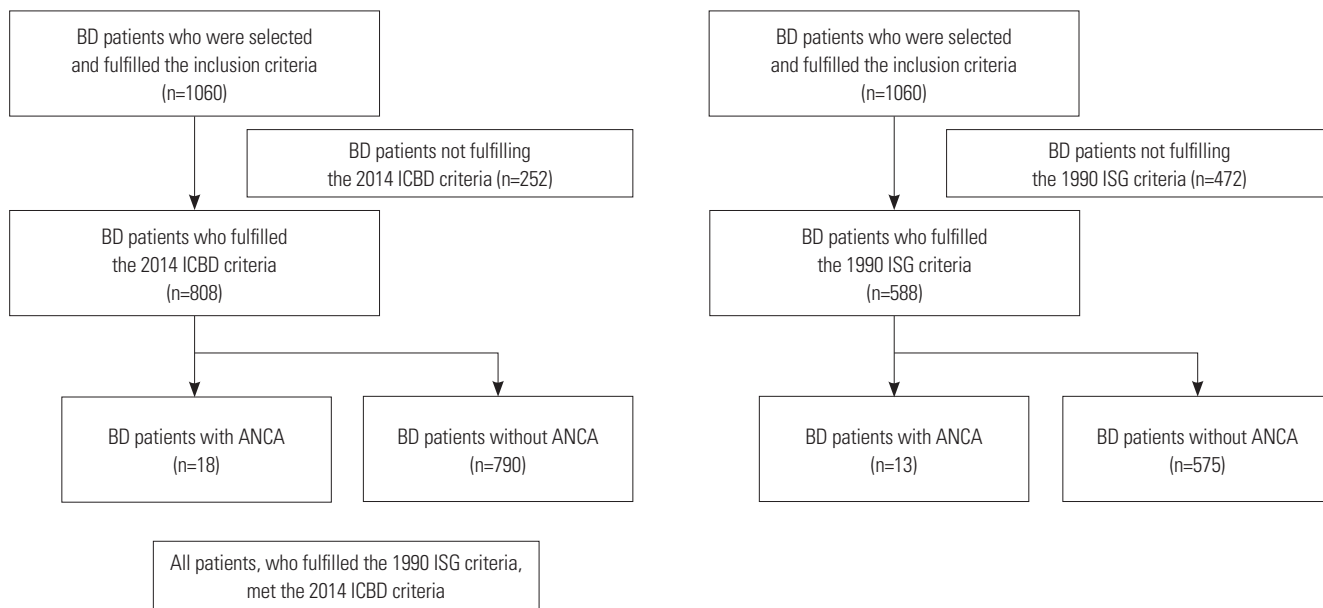 BD patients who were selected
and fulfilled the inclusion criteria
(n=1060)
BD patients not fulfilling
the 2014 ICBD criteria (n=252)
BD patients who fulfilled
the 2014 ICBD criteria
(n=808)
BD patients with ANCA
(n=18)
BD patients without ANCA
(n=790)
All patients, who fulfilled the 1990 ISG criteria,
met the 2014 ICBD criteria
BD patients who were selected
and fulfilled the inclusion criteria
(n=1060)
BD patients not fulfilling
the 1990 ISG criteria (n=472)
BD patients who fulfilled
the 1990 ISG criteria
(n=588)
BD patients with ANCA
(n=13)
BD patients without ANCA
(n=575)